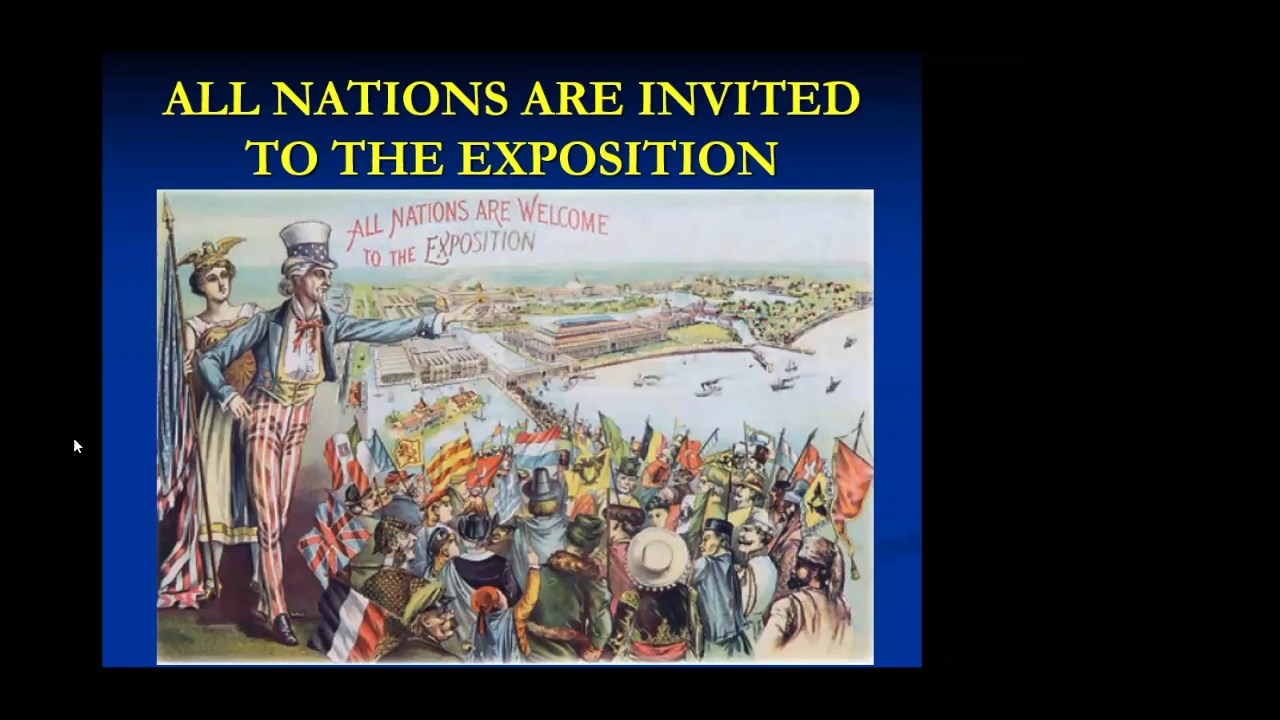 ALL NATIONS ARE INVITED
TO THE EXPOSITION
ALL NATIONS ARE WELCOME
TO THE EXPOSITION